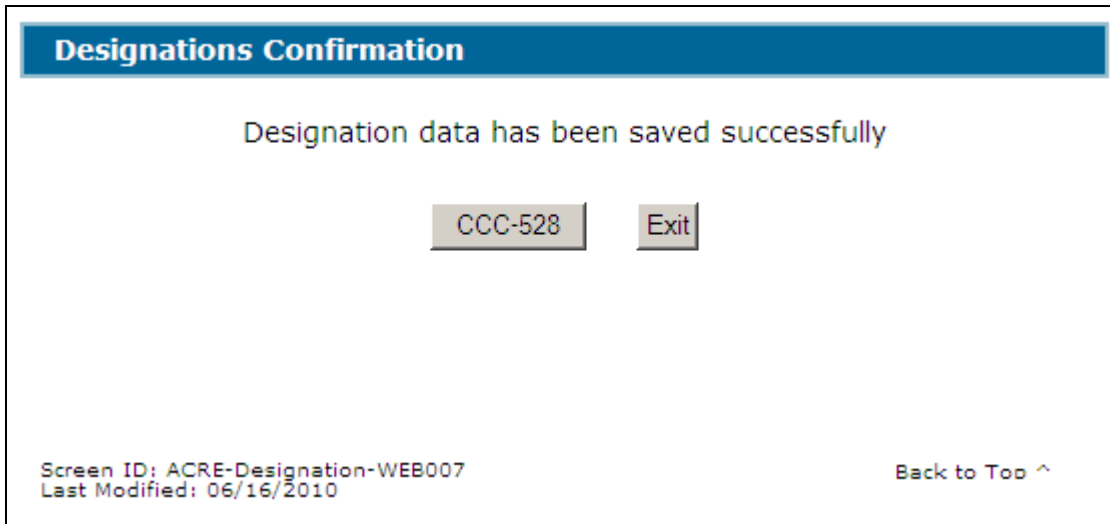 Designations Confirmation
Designation data has been saved successfully
CCC-528 Exit
Screen ID: ACRE-Designation-WEB007 Back to Top ^
Last Modified: 06/16/2010